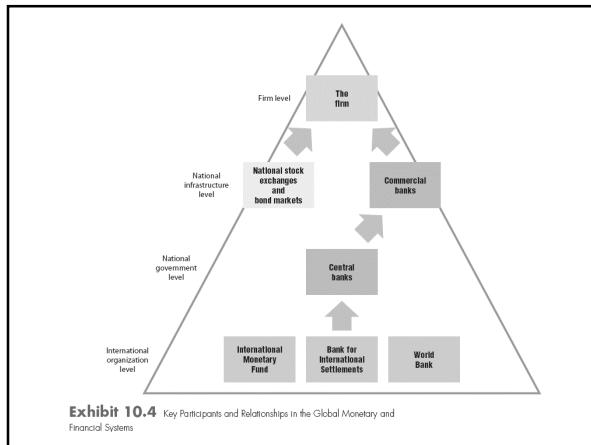 Firm level
The
firm
National
infrastructure
level
National stock
exchanges
and
bond markets
Commercial
banks
National
government
level
Central
banks
International
organization
level
International
Monetary
Fund
Bank for
International
Settlements
World
Bank
Exhibit 10.4 Key Participants and Relationships in the Global Monetary and
Financial Systems